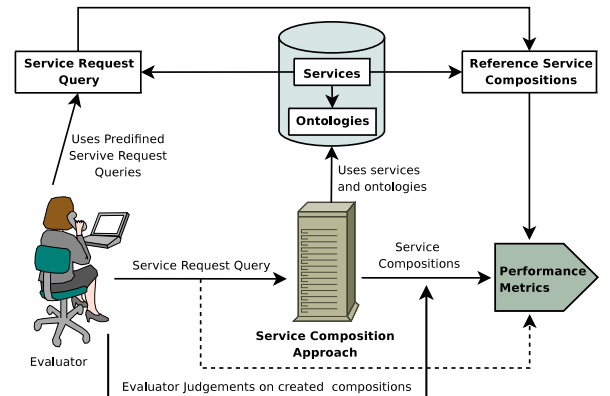 Service Request
Query
Services
Ontologies
Reference Service
Compositions
Uses Predifined
Servive Request
Queries
Uses services
and ontologies
Service Request Query
Service
Compositions
Performance
Metrics
Service Composition
Approach
Evaluator
Evaluator Judgements on created compositions